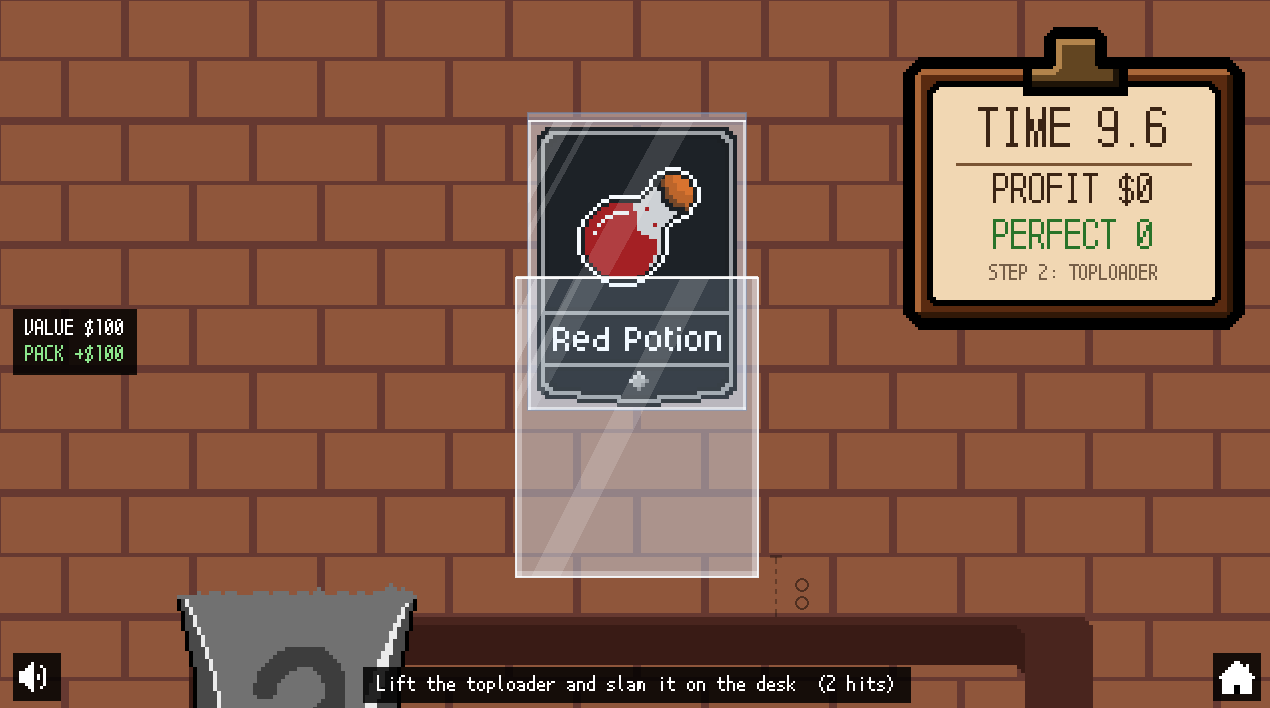 TIME 9.6
PROFIT $0
PERFECT 0
STEP 2: TOPLOADER
Red Potion
VALUE $100
PACK +$100
?
Lift the toploader and slam it on the desk (2 hits)